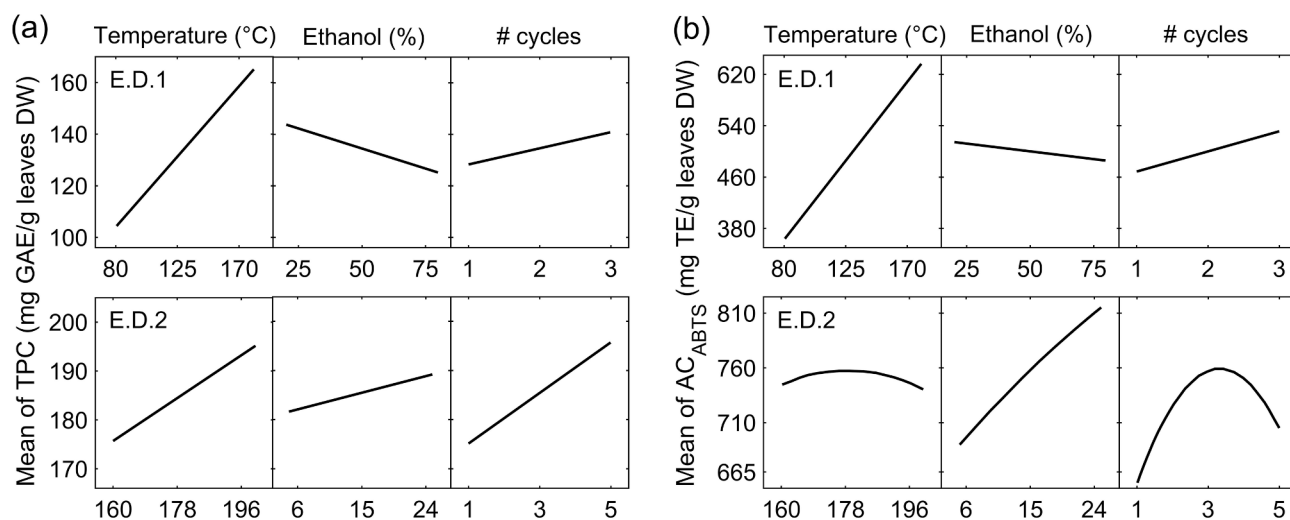 (a)
Temperature (°C) Ethanol (%) # cycles
Mean of TPC (mg GAE/g leaves DW)
E.D.1
160
140
120
100
80 125 170 25 50 75 1 2 3
E.D.2
200
190
180
170
160 178 196 6 15 24 1 3 5
(b)
Temperature (°C) Ethanol (%) # cycles
Mean of AC_ABTS (mg TE/g leaves DW)
E.D.1
620
540
460
380
80 125 170 25 50 75 1 2 3
E.D.2
810
760
710
665
160 178 196 6 15 24 1 3 5